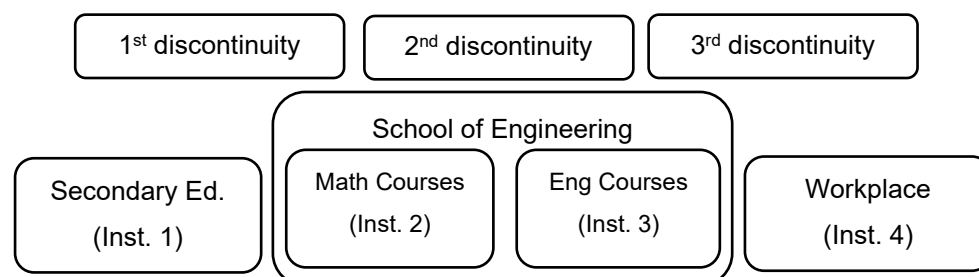 1st discontinuity
2nd discontinuity
3rd discontinuity
School of Engineering
Secondary Ed.
(Inst. 1)
Math Courses
(Inst. 2)
Eng Courses
(Inst. 3)
Workplace
(Inst. 4)